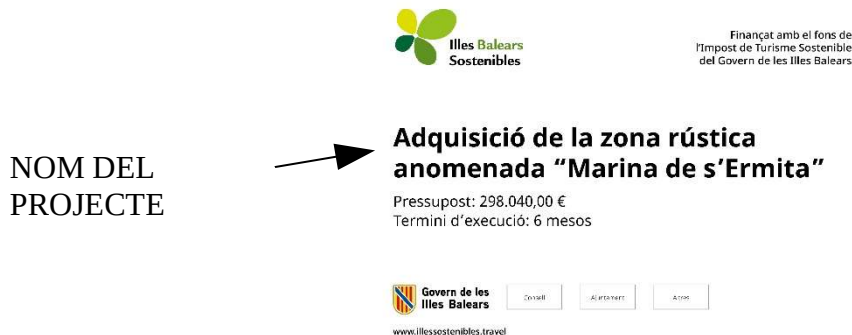 Illes Balears
Sostenibles
Finançat amb el fons de
l'Impost de Turisme Sostenible
del Govern de les Illes Balears
NOM DEL
PROJECTE
Adquisició de la zona rústica
anomenada “Marina de s’Ermita”
Pressupost: 298.040,00 €
Termini d’execució: 6 mesos
Govern de les
Illes Balears
Consell
Ajuntament
Altres
www.illessostenibles.travel